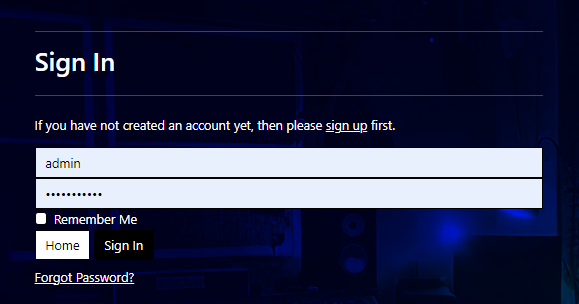 Sign In
If you have not created an account yet, then please sign up first.
admin
•••••••••••
Remember Me
Home Sign In
Forgot Password?